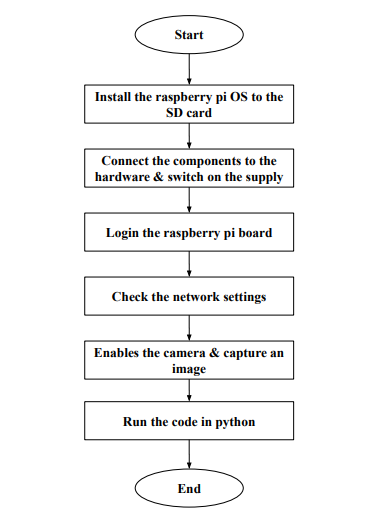 Start
Install the raspberry pi OS to the
SD card
Connect the components to the
hardware & switch on the supply
Login the raspberry pi board
Check the network settings
Enables the camera & capture an
image
Run the code in python
End